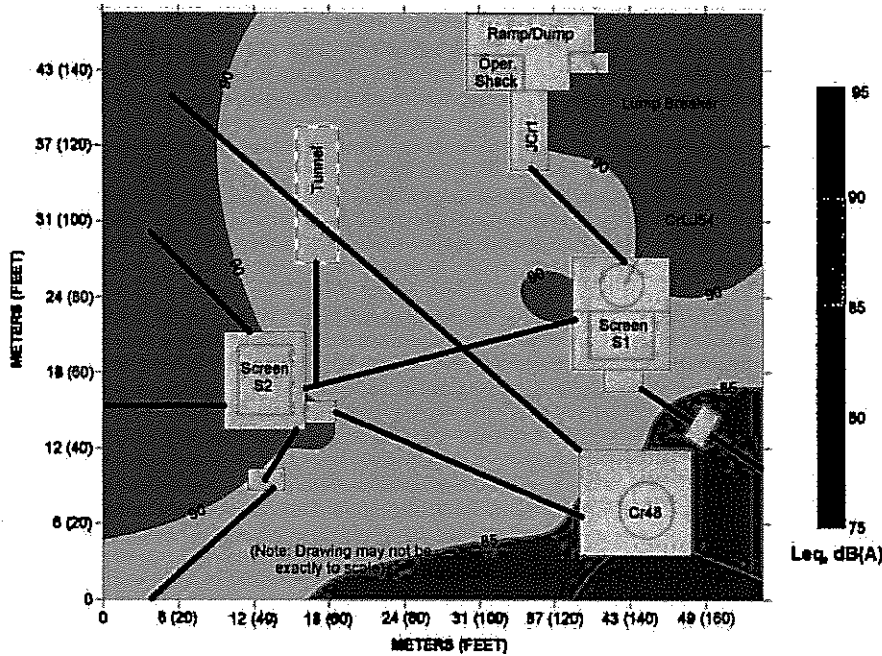 Ramp/Dump
Oper.
Shack
Lump Breaker
JCr1
Tunnel
90
90
90
90
90
90
Screen
S1
Screen
S2
85
85
Cr48
(Note: Drawing may not be
exactly to scale)
METERS (FEET)
43 (140)
37 (120)
31 (100)
24 (80)
18 (60)
12 (40)
6 (20)
0
0
6 (20)
12 (40)
18 (60)
24 (80)
31 (100)
37 (120)
43 (140)
49 (160)
METERS (FEET)
95
90
85
80
75
Leq, dB(A)